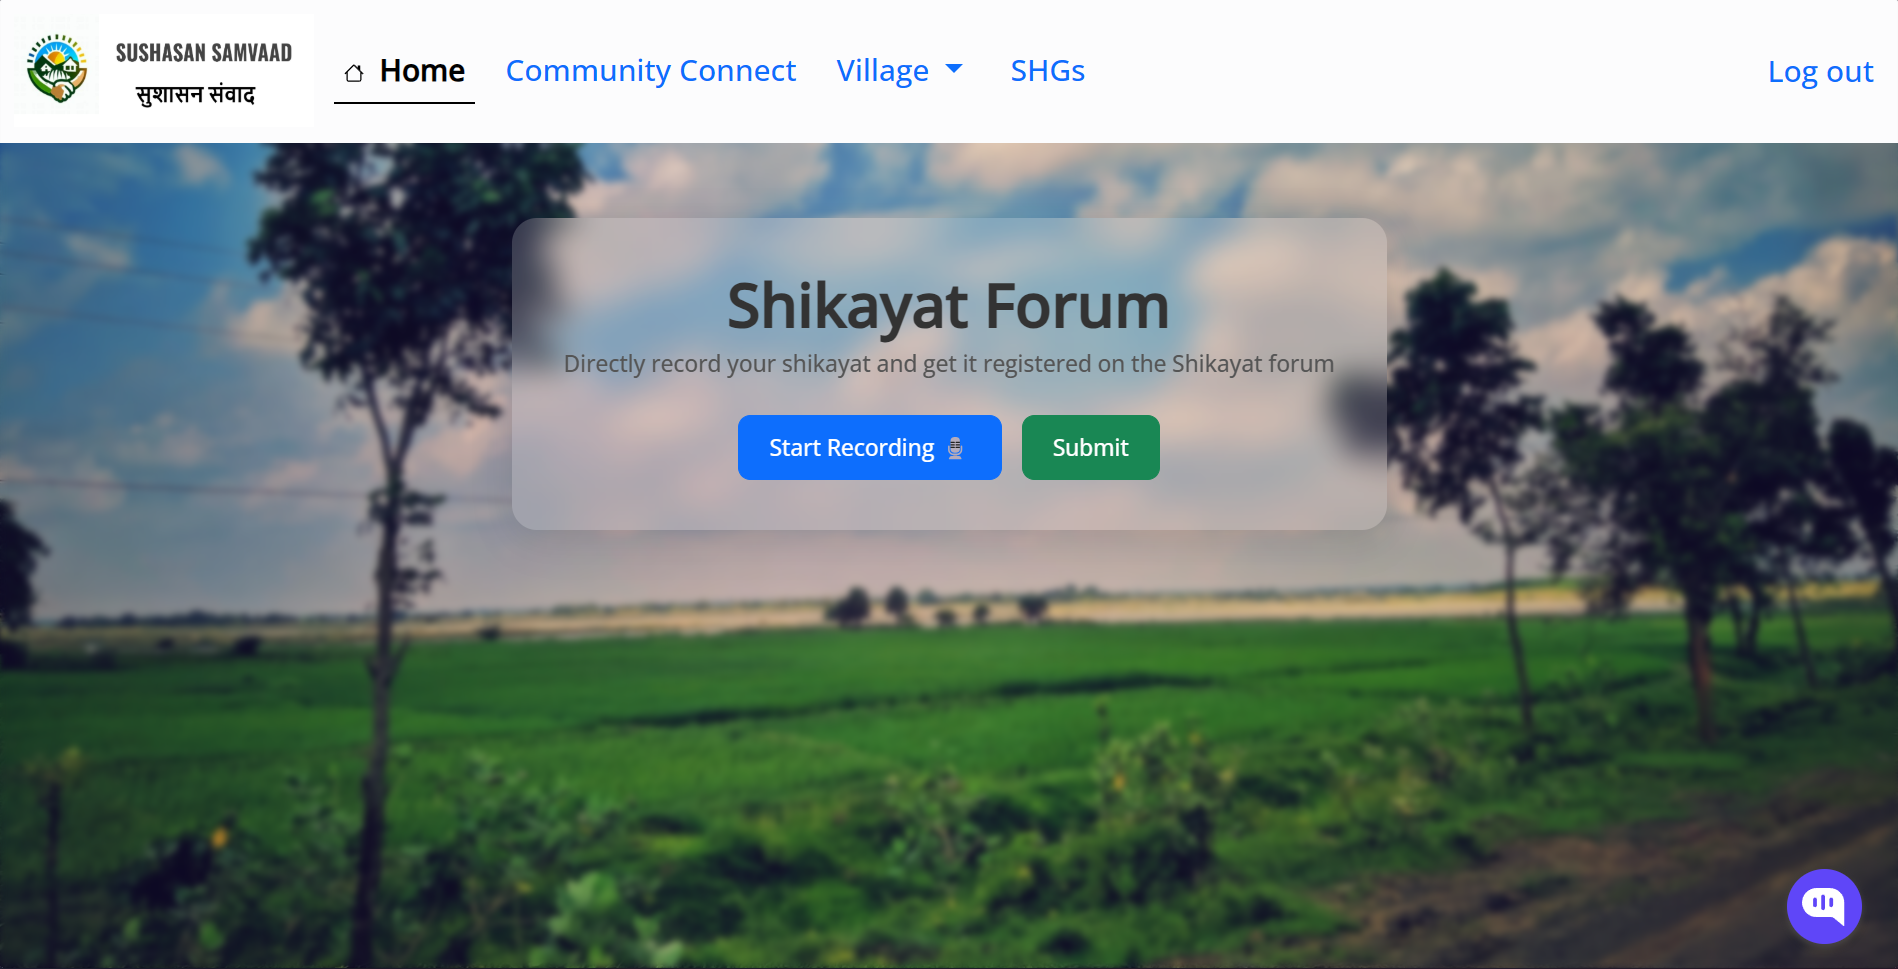 SUSHASAN SAMVAAD
सुशासन संवाद
Home
Community Connect
Village
SHGs
Log out
Shikayat Forum
Directly record your shikayat and get it registered on the Shikayat forum
Start Recording 🎙️
Submit